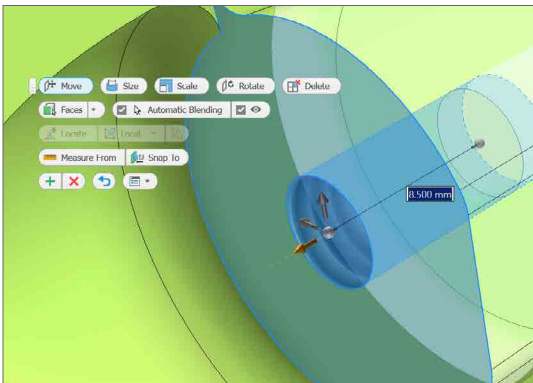 Move Size Scale Rotate Delete
Faces Automatic Blending
Locate Local
Measure From Snap To
8.500 mm